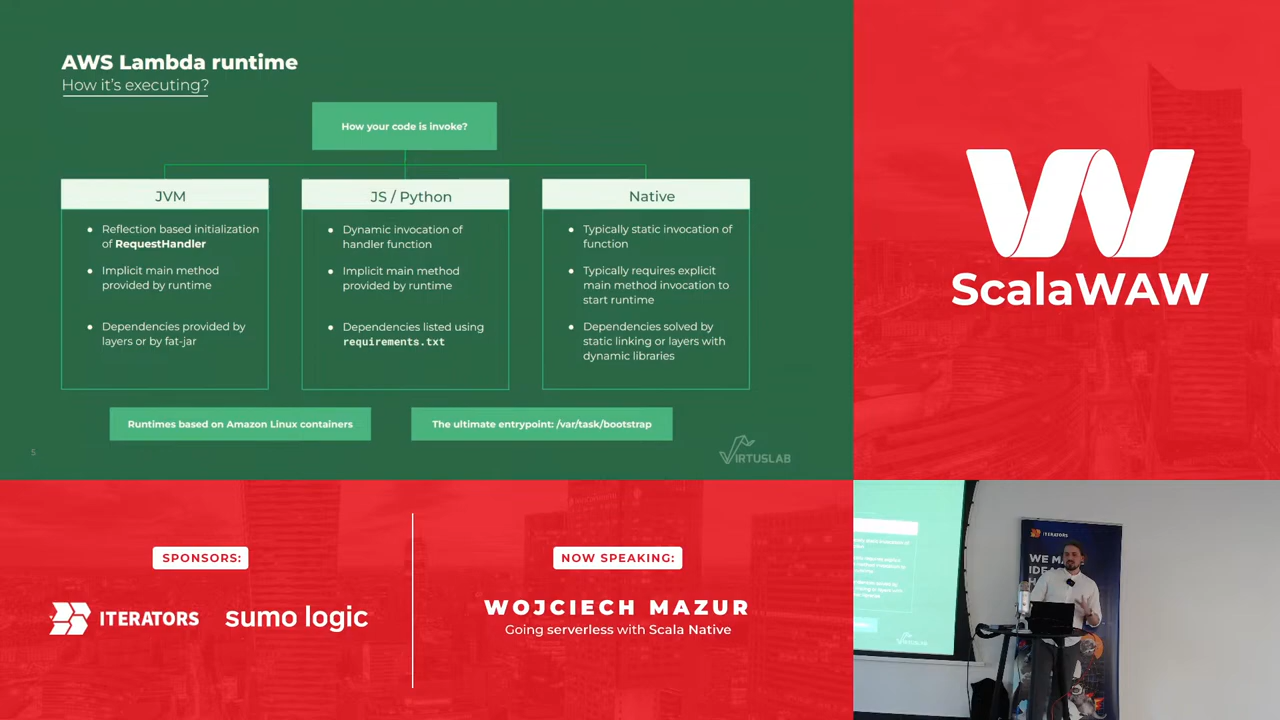 AWS Lambda runtime
How it's executing?
How your code is invoke?
JVM
● Reflection based initialization
of RequestHandler
● Implicit main method
provided by runtime
● Dependencies provided by
layers or by fat-jar
JS / Python
● Dynamic invocation of
handler function
● Implicit main method
provided by runtime
● Dependencies listed using
requirements.txt
Native
● Typically static invocation of
function
● Typically requires explicit
main method invocation to
start runtime
● Dependencies solved by
static linking or layers with
dynamic libraries
Runtimes based on Amazon Linux containers
The ultimate entrypoint: /var/task/bootstrap
5
VIRTUSLAB
ScalaWAW
SPONSORS:
ITERATORS
sumo logic
NOW SPEAKING:
WOJCIECH MAZUR
Going serverless with Scala Native
ITERATORS